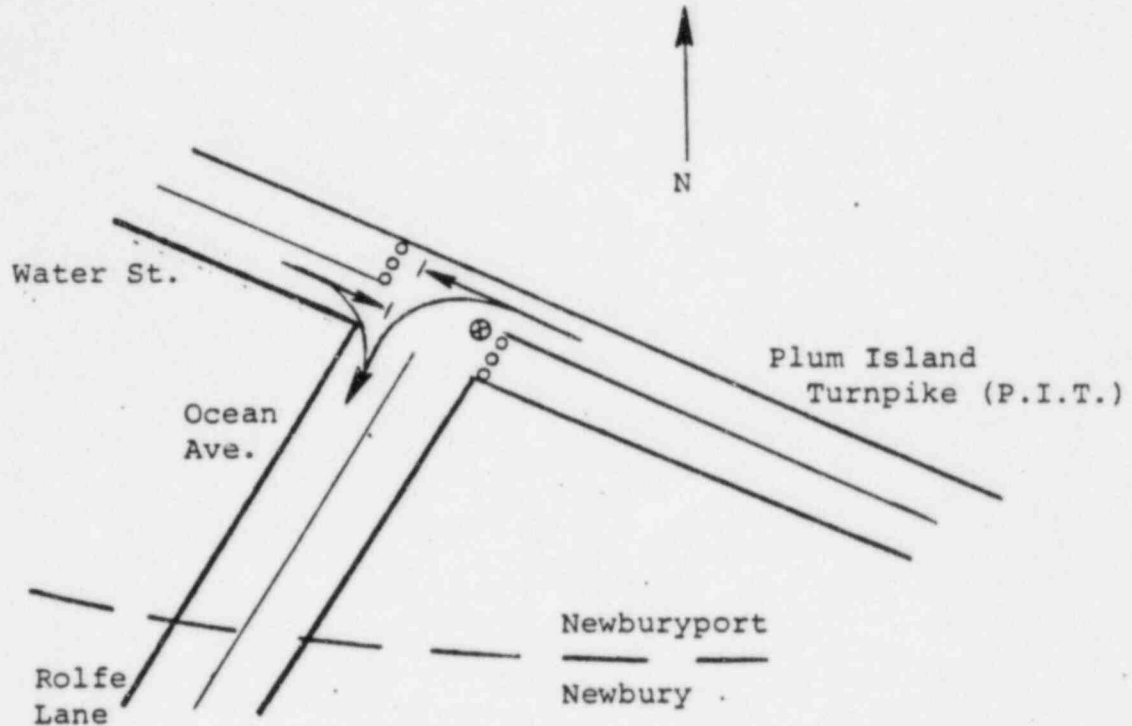 N
Water St.
Plum Island
Turnpike (P.I.T.)
Ocean
Ave.
Newburyport
Newbury
Rolfe
Lane